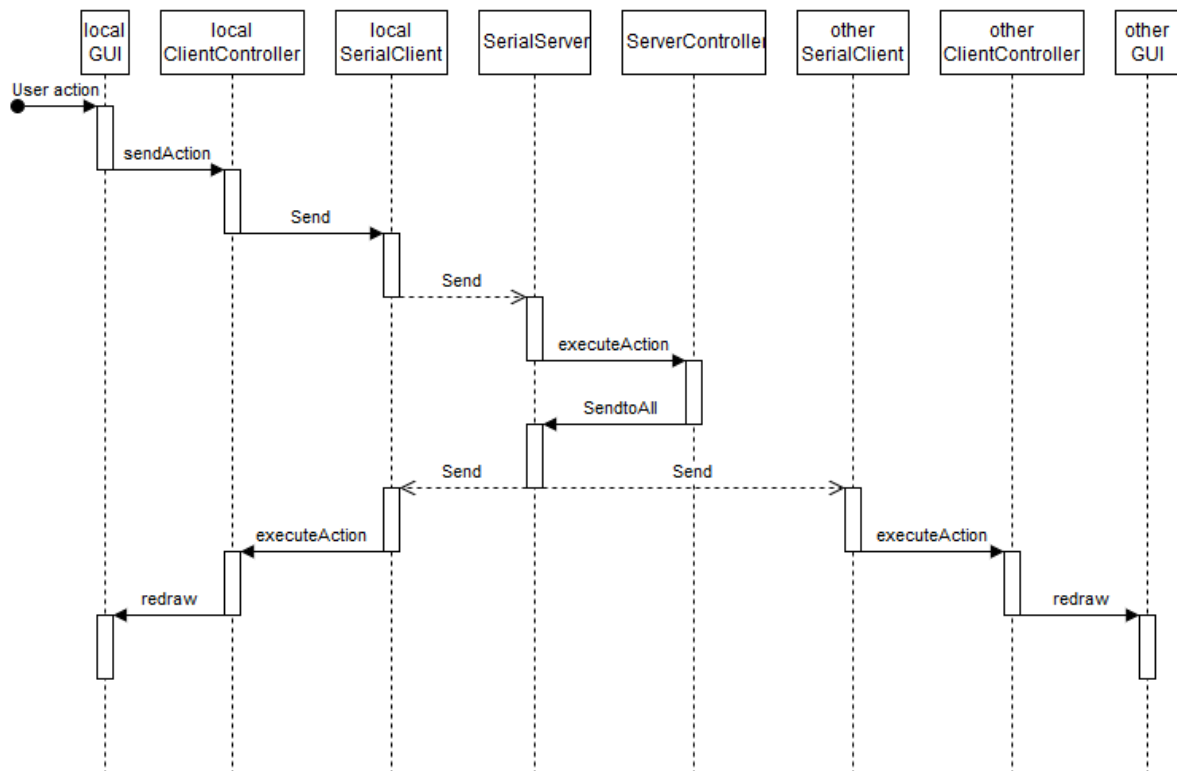 local
GUI
local
ClientController
local
SerialClient
SerialServer
ServerController
other
SerialClient
other
ClientController
other
GUI
User action
sendAction
Send
Send
executeAction
SendtoAll
Send
Send
executeAction
executeAction
redraw
redraw